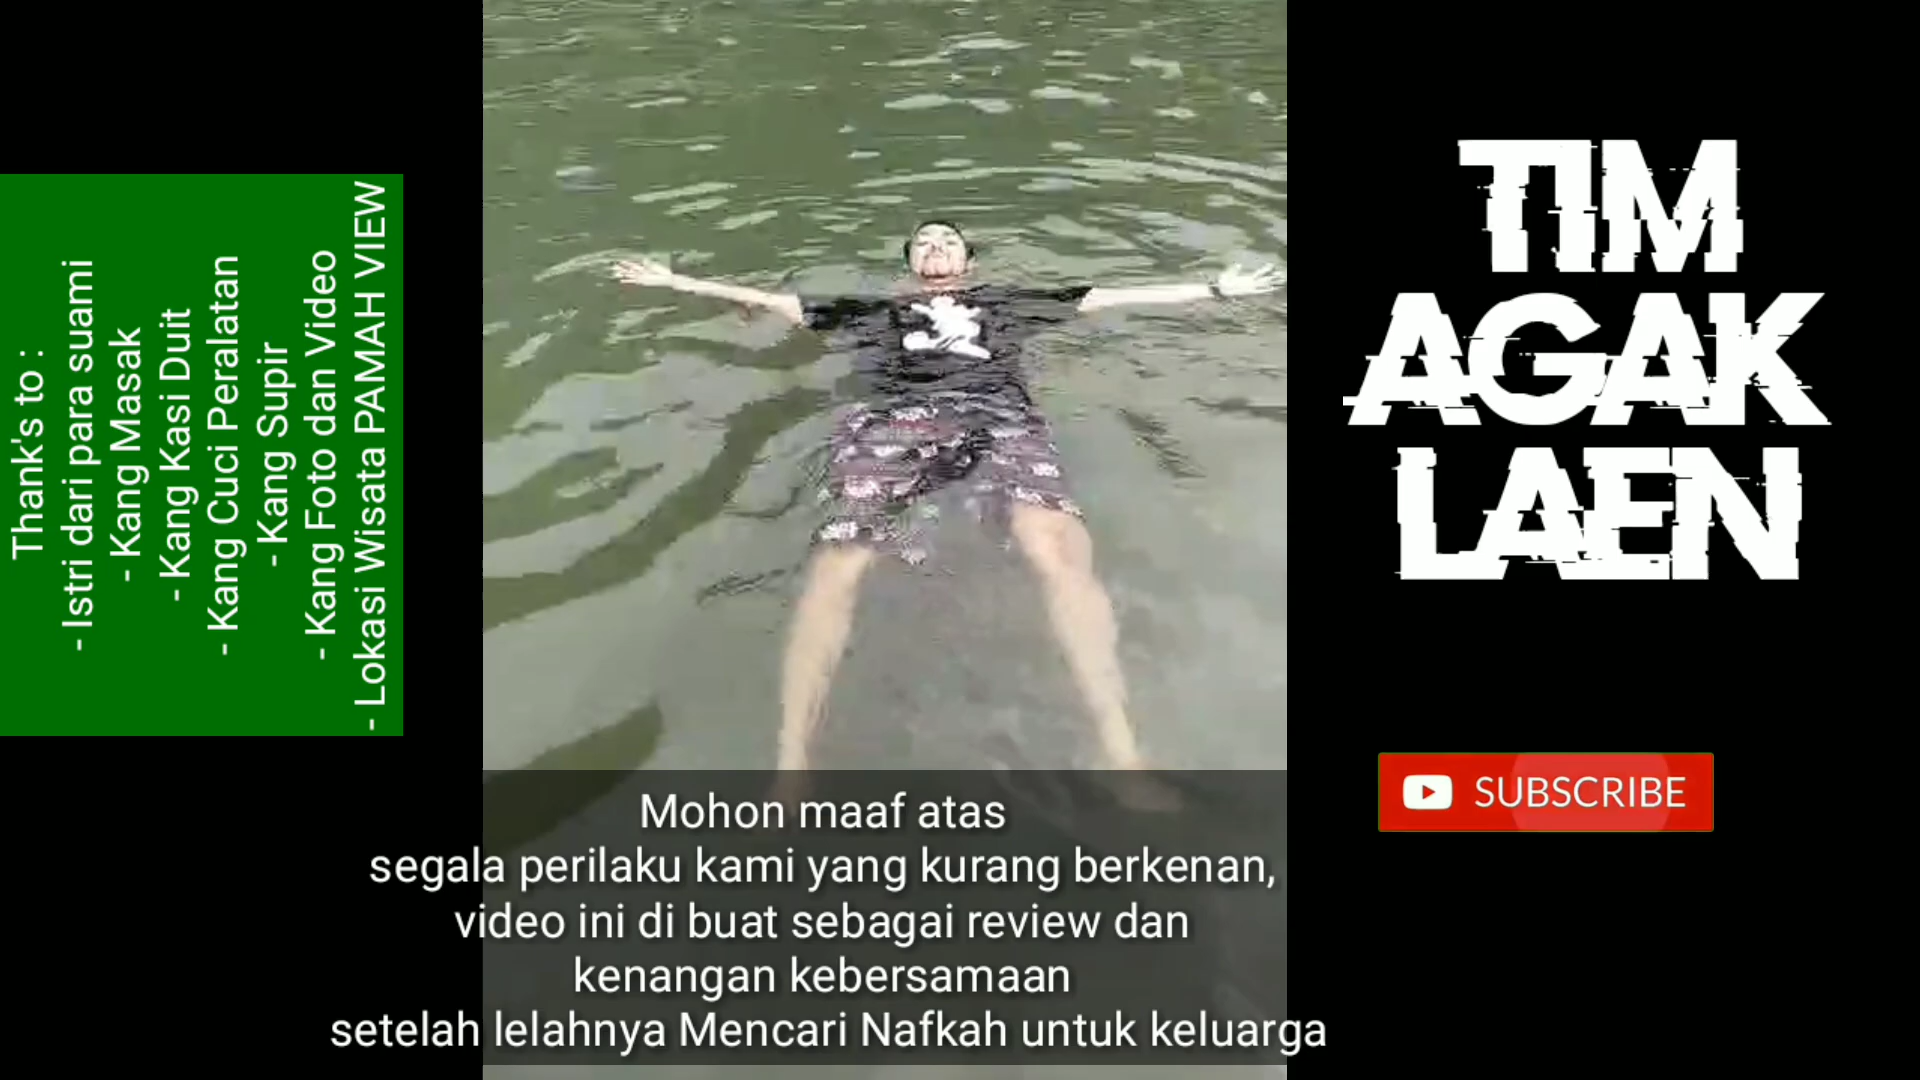 Thank's to :
- Istri dari para suami
- Kang Masak
- Kang Kasi Duit
- Kang Cuci Peralatan
- Kang Supir
- Kang Foto dan Video
- Lokasi Wisata PAMAH VIEW
TIM
AGAK
LAEN
SUBSCRIBE
Mohon maaf atas
segala perilaku kami yang kurang berkenan,
video ini di buat sebagai review dan
kenangan kebersamaan
setelah lelahnya Mencari Nafkah untuk keluarga